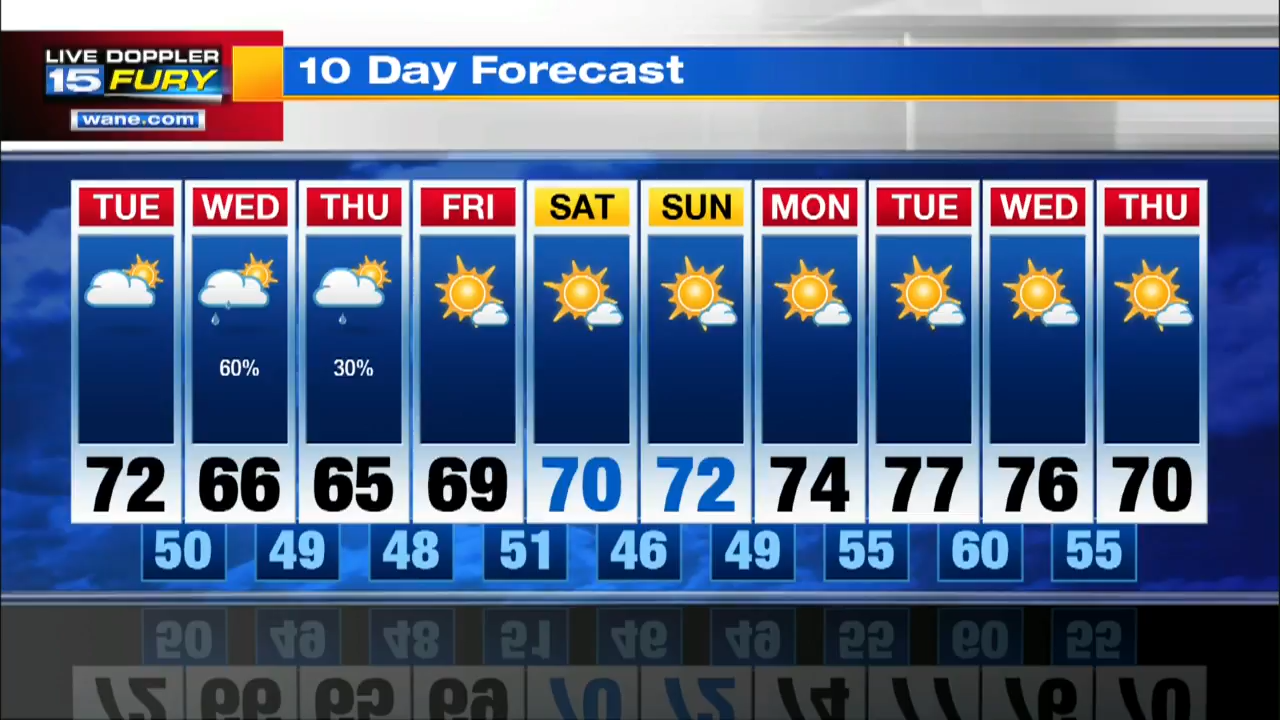 LIVE DOPPLER
15 FURY
wane.com
10 Day Forecast
TUE WED THU FRI SAT SUN MON TUE WED THU
60% 30%
72 66 65 69 70 72 74 77 76 70
50 49 48 51 46 49 55 60 55